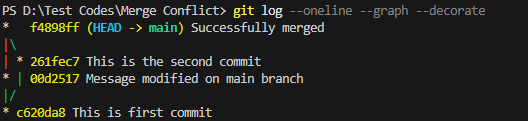 PS D:\Test Codes\Merge Conflict> git log --oneline --graph --decorate
*   f4898ff (HEAD -> main) Successfully merged
|\
| * 261fec7 This is the second commit
* | 00d2517 Message modified on main branch
|/
* c620da8 This is first commit